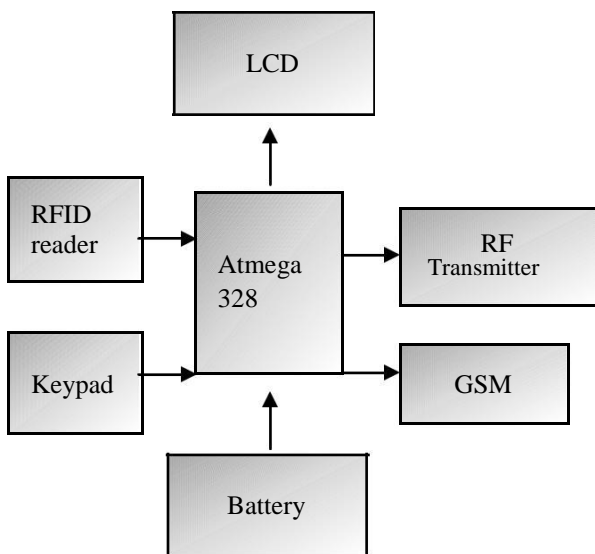 LCD
RFID
reader
RF
Transmitter
Atmega
328
Keypad
GSM
Battery